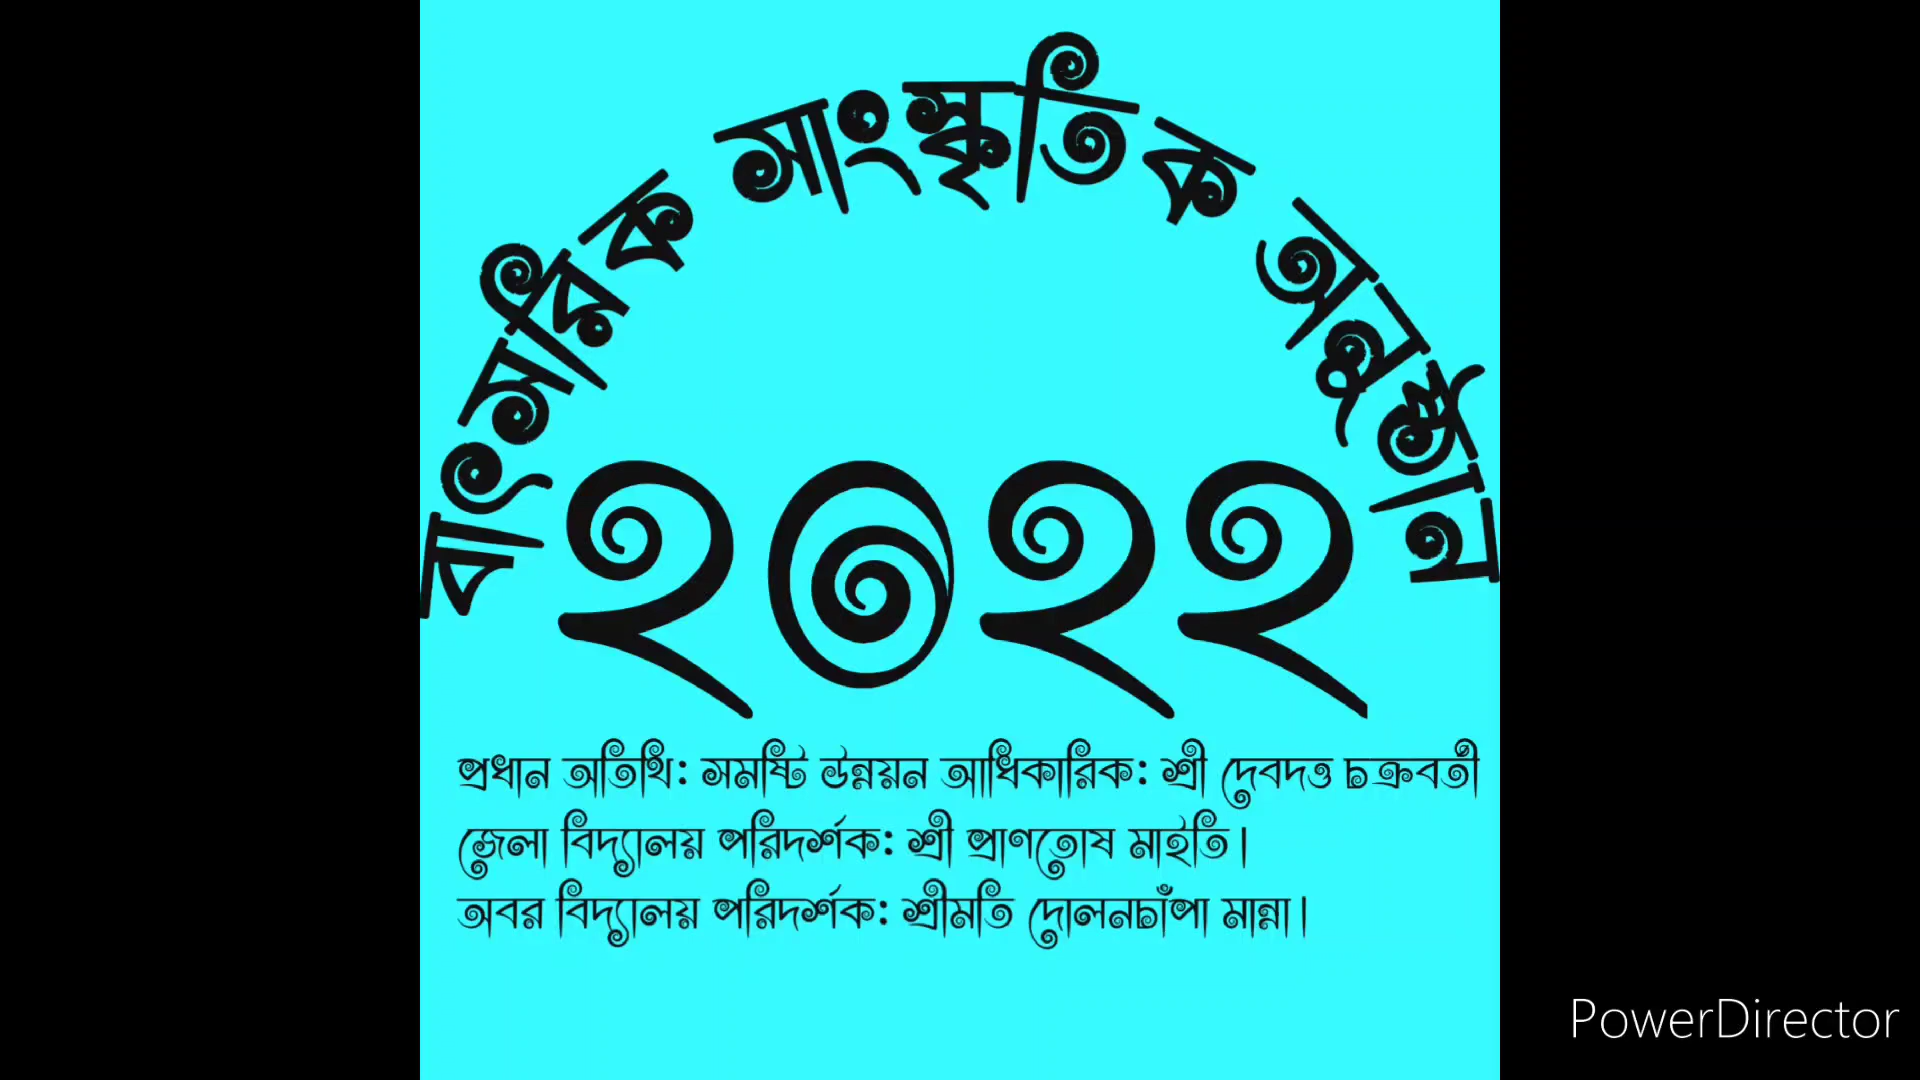 বাৎসরিক সাংস্কৃতিক অনুষ্ঠান
২০২২
প্রধান অতিথি: সমষ্টি উন্নয়ন আধিকারিক: শ্রী দেবদত্ত চক্রবর্তী
জেলা বিদ্যালয় পরিদর্শক: শ্রী প্রাণতোষ মাইতি।
অবর বিদ্যালয় পরিদর্শক: শ্রীমতি দোলনচাঁপা মান্না।
PowerDirector